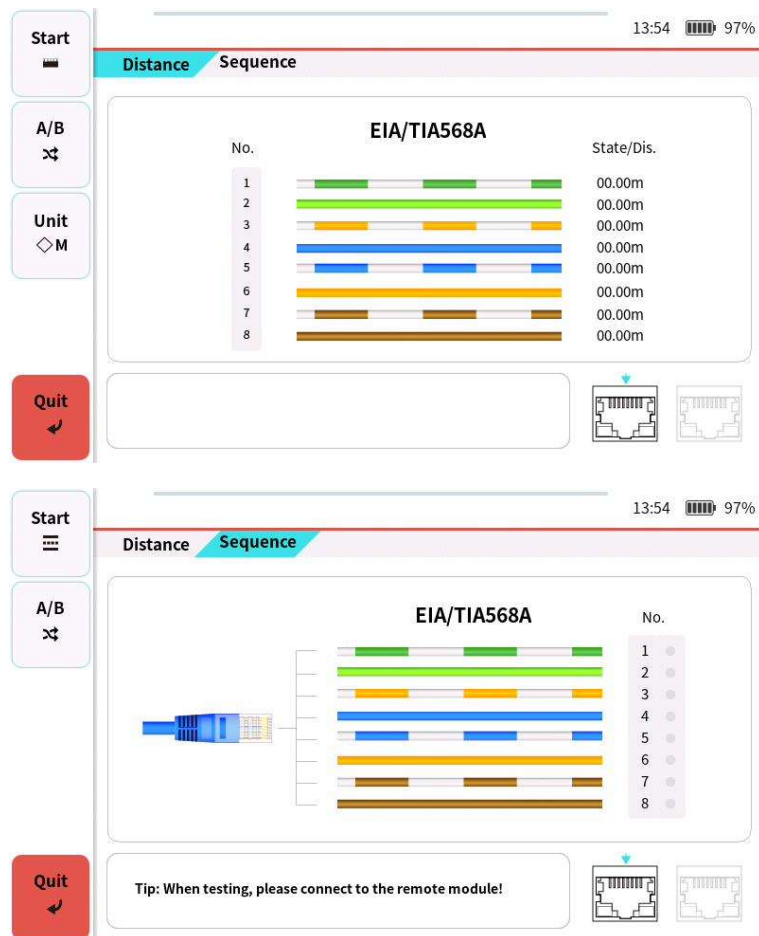 13:54 97%
Start
Distance Sequence
A/B
EIA/TIA568A
No. State/Dis.
1 00.00m
2 00.00m
3 00.00m
4 00.00m
5 00.00m
6 00.00m
7 00.00m
8 00.00m
Unit
M
Quit
13:54 97%
Start
Distance Sequence
A/B
EIA/TIA568A No.
1
2
3
4
5
6
7
8
Quit
Tip: When testing, please connect to the remote module!